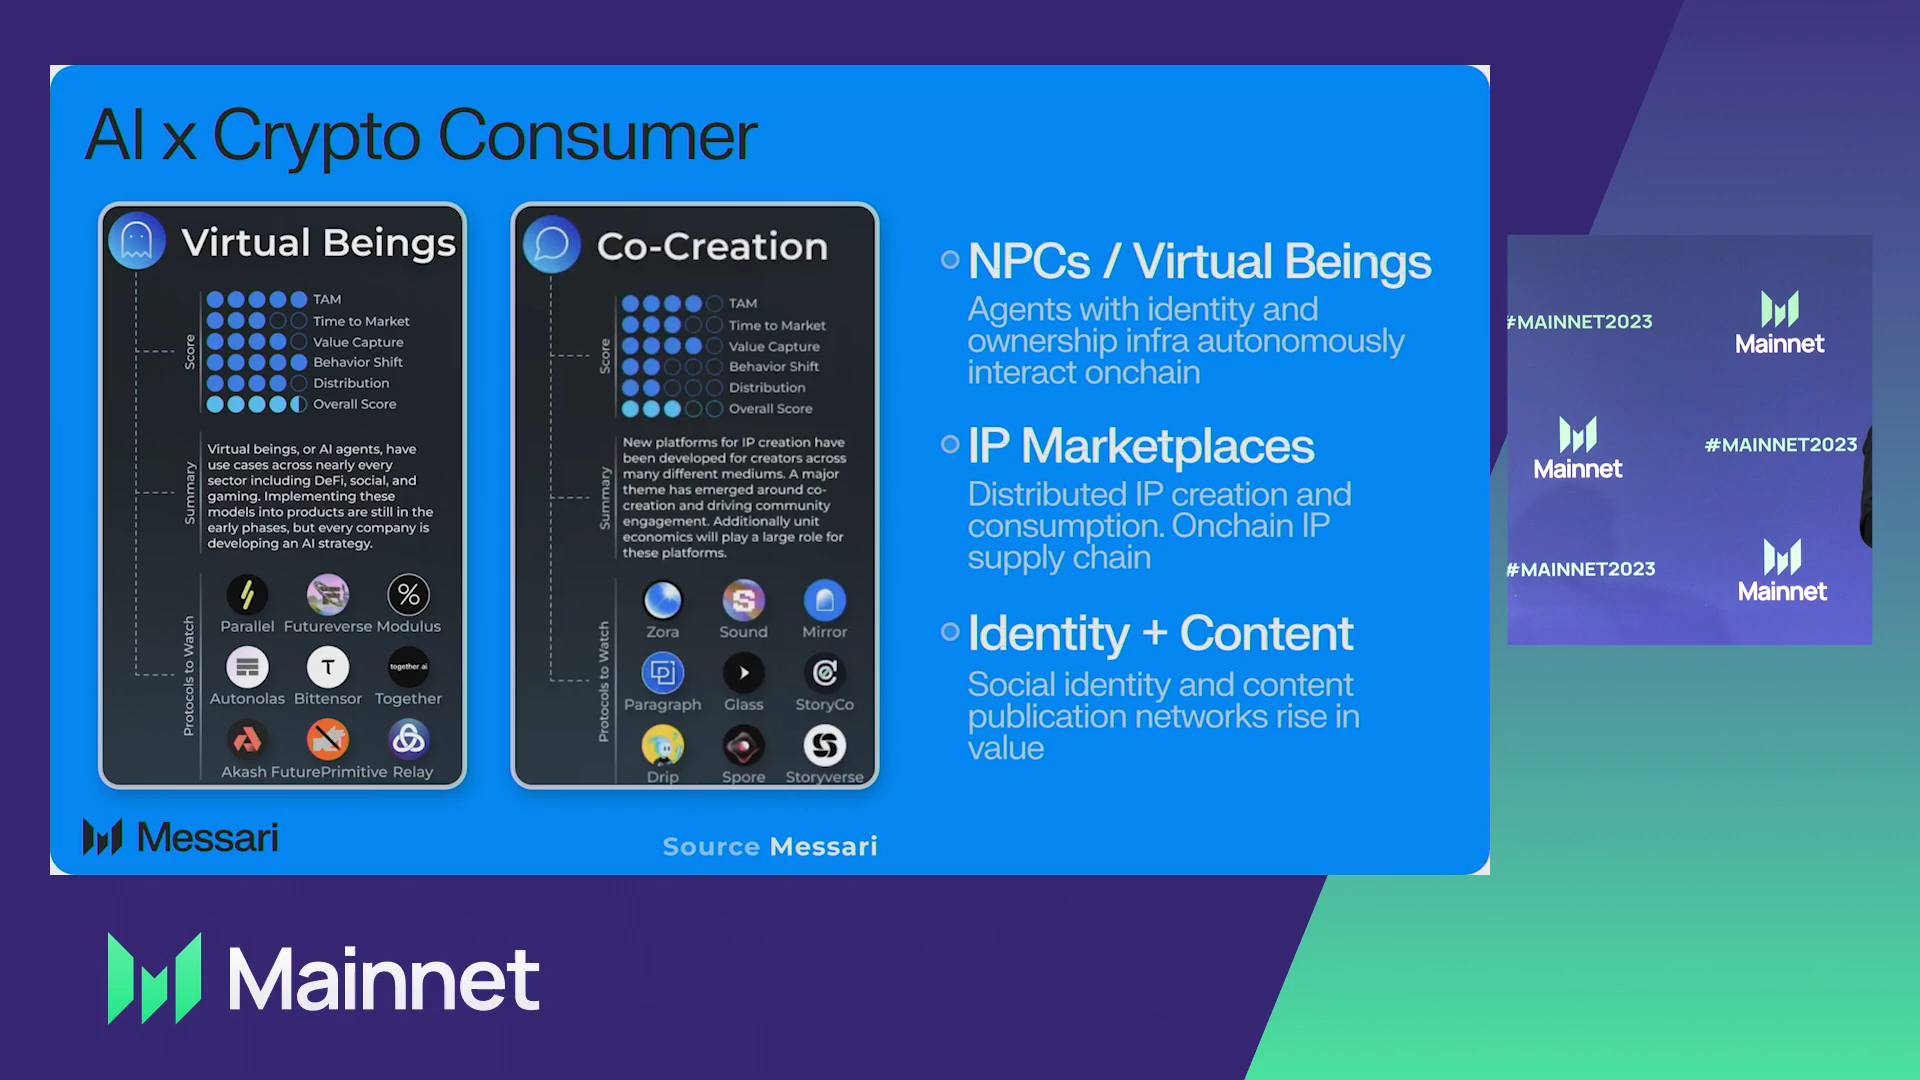 AI x Crypto Consumer
Virtual Beings
Score
TAM
Time to Market
Value Capture
Behavior Shift
Distribution
Overall Score
Summary
Virtual beings, or AI agents, have
use cases across nearly every
sector including DeFi, social, and
gaming. Implementing these
models into products are still in the
early phases, but every company is
developing an AI strategy.
Protocols to Watch
Parallel Futureverse Modulus
T together.ai
Autonolas Bittensor Together
Akash FuturePrimitive Relay
Co-Creation
Score
TAM
Time to Market
Value Capture
Behavior Shift
Distribution
Overall Score
Summary
New platforms for IP creation have
been developed for creators across
many different mediums. A major
theme has emerged around co-
creation and driving community
engagement. Additionally unit
economics will play a large role for
these platforms.
Protocols to Watch
Zora Sound Mirror
Paragraph Glass StoryCo
Drip Spore Storyverse
NPCs / Virtual Beings
Agents with identity and
ownership infra autonomously
interact onchain
IP Marketplaces
Distributed IP creation and
consumption. Onchain IP
supply chain
Identity + Content
Social identity and content
publication networks rise in
value
Messari
Source Messari
#MAINNET2023
Mainnet
Mainnet
#MAINNET2023
#MAINNET2023
Mainnet
Mainnet